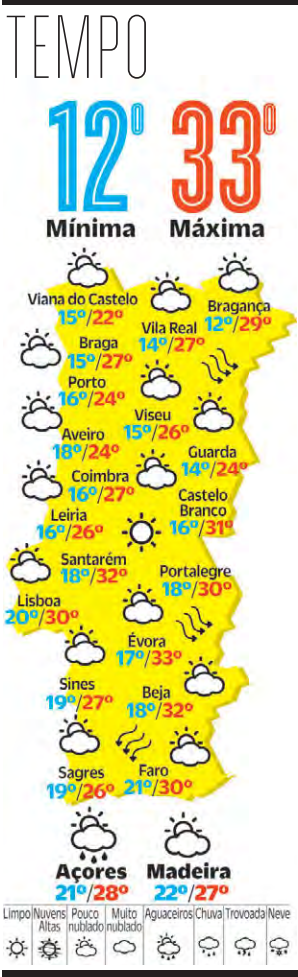 TEMPO
12º 33º
Mínima Máxima
Viana do Castelo
15º/22º
Bragança
12º/29º
Vila Real
14º/27º
Braga
15º/27º
Porto
16º/24º
Viseu
15º/26º
Aveiro
18º/24º
Guarda
14º/24º
Coimbra
16º/27º
Castelo
Branco
16º/31º
Leiria
16º/26º
Santarém
18º/32º
Portalegre
18º/30º
Lisboa
20º/30º
Évora
17º/33º
Sines
19º/27º
Beja
18º/32º
Sagres
19º/26º
Faro
21º/30º
Açores
21º/28º
Madeira
22º/27º
Limpo
Nuvens
Altas
Pouco
nublado
Muito
nublado
Aguaceiros
Chuva
Trovoada
Neve